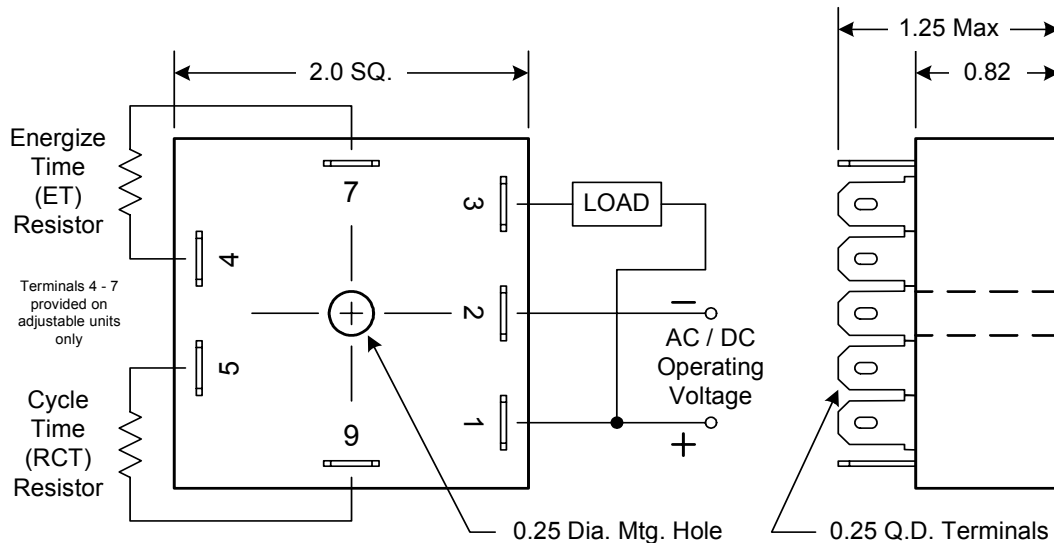 1.25 Max
2.0 SQ.
0.82
Energize
Time
(ET)
Resistor
7
3
LOAD
4
Terminals 4 - 7
provided on
adjustable units
only
2
−
AC / DC
Operating
Voltage
+
5
Cycle
Time
(RCT)
Resistor
9
1
0.25 Dia. Mtg. Hole
0.25 Q.D. Terminals